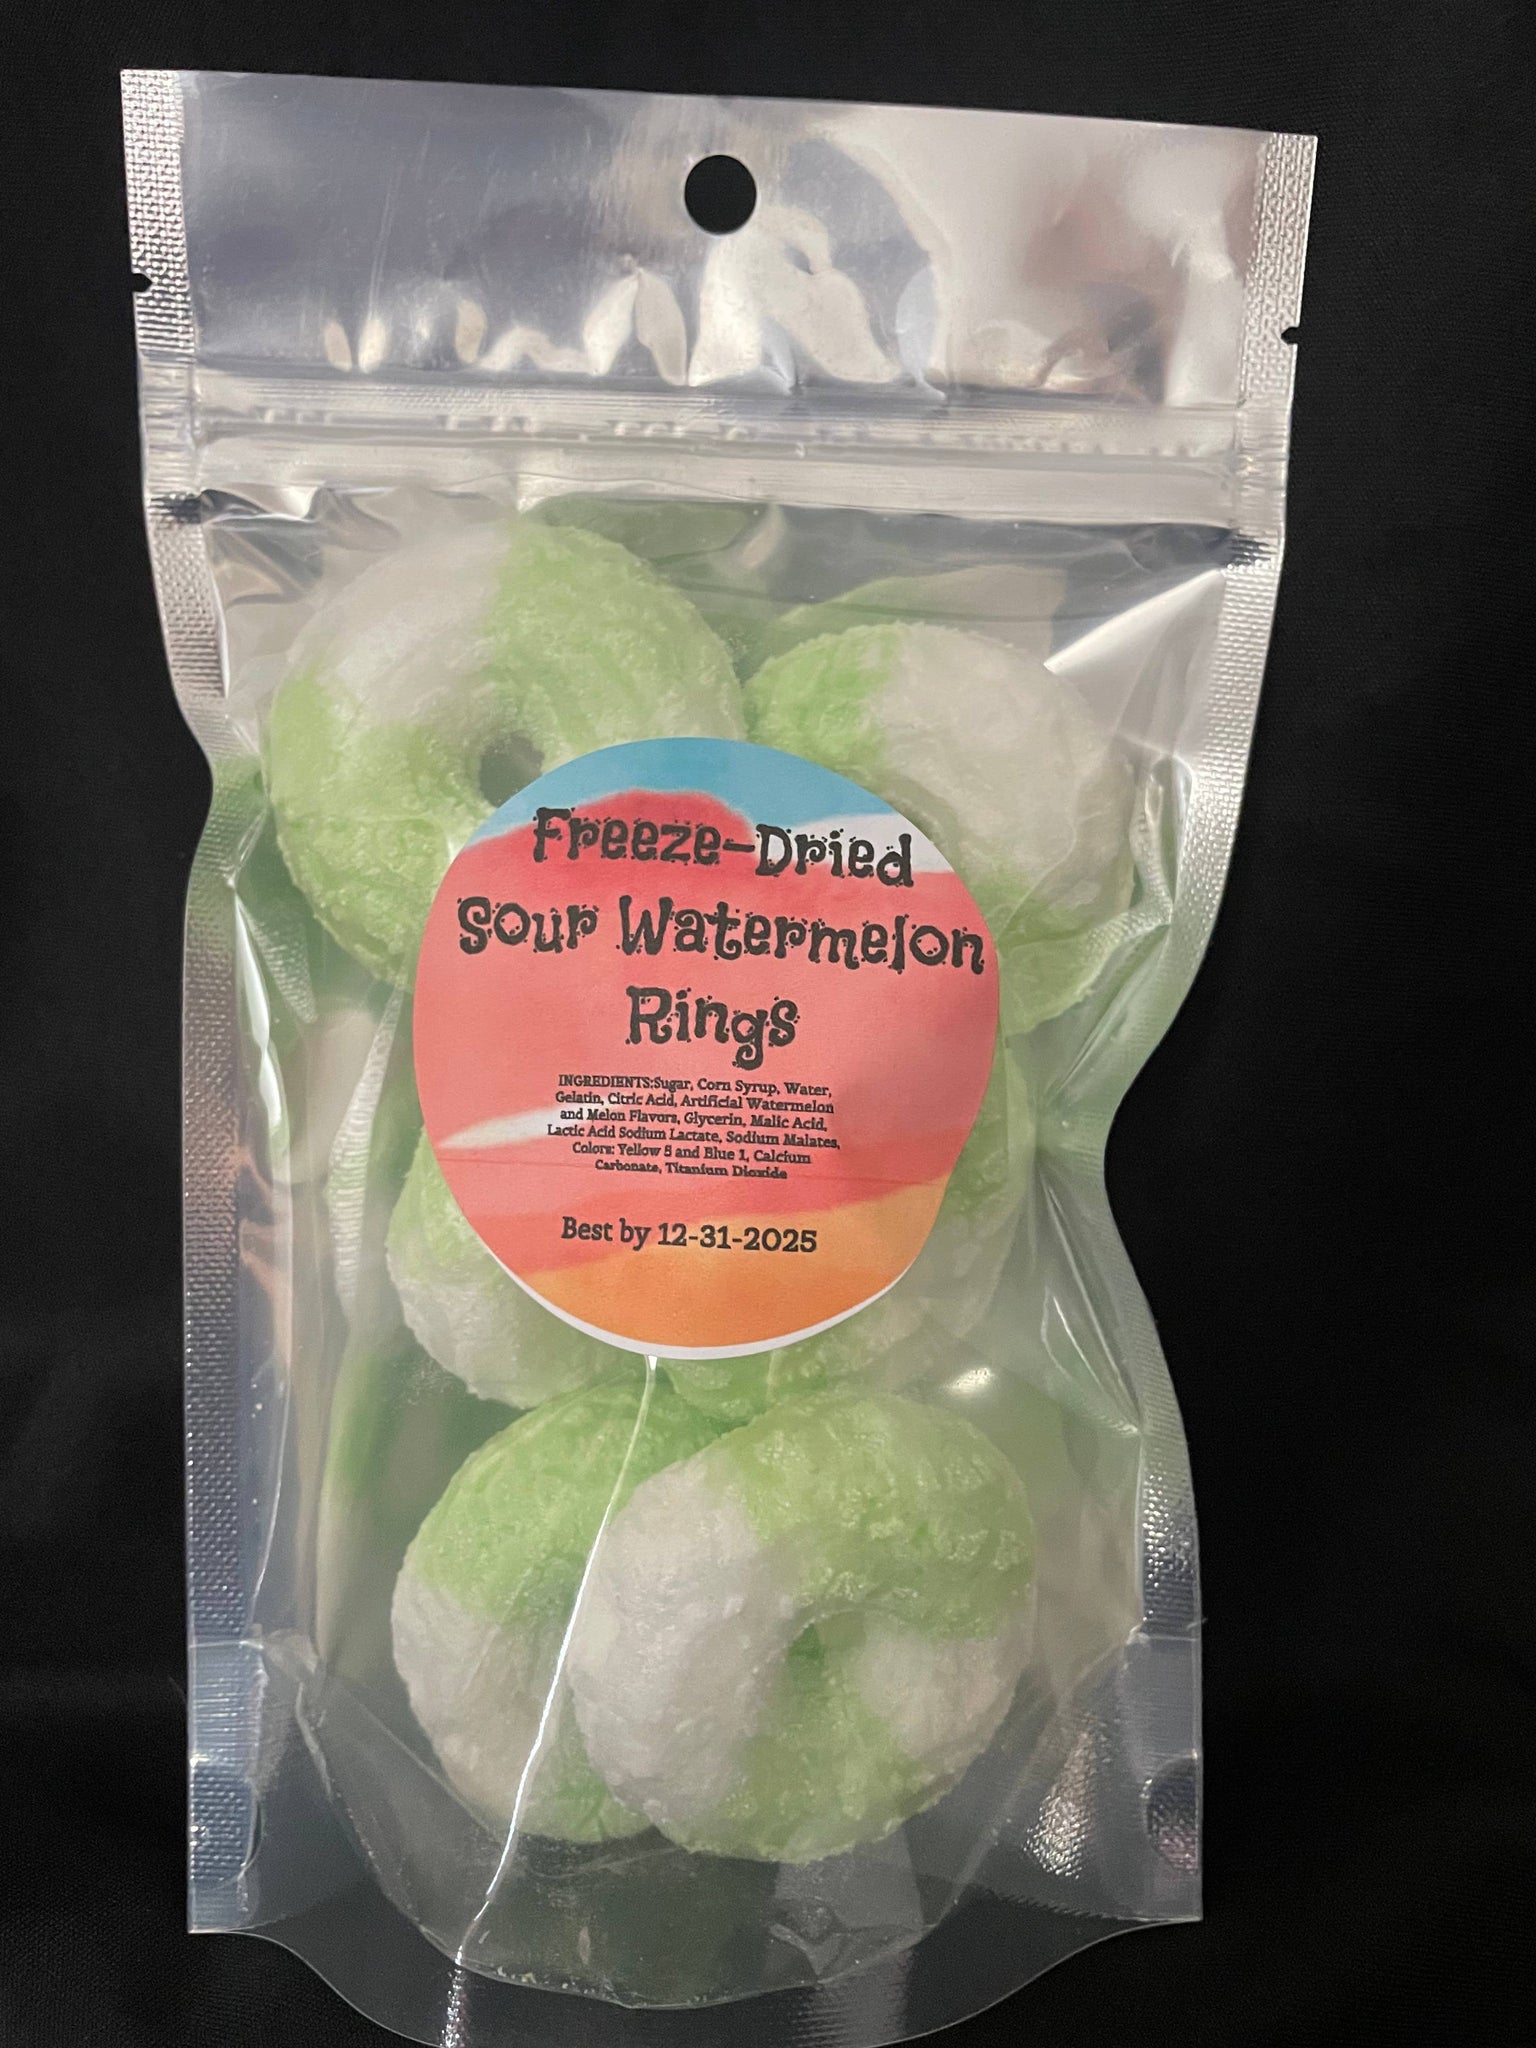 Freeze-Dried
Sour Watermelon
Rings
INGREDIENTS:Sugar, Corn Syrup, Water,
Gelatin, Citric Acid, Artificial Watermelon
and Melon Flavors, Glycerin, Malic Acid,
Lactic Acid Sodium Lactate, Sodium Malates,
Colors: Yellow 5 and Blue 1, Calcium
Carbonate, Titanium Dioxide
Best by 12-31-2025